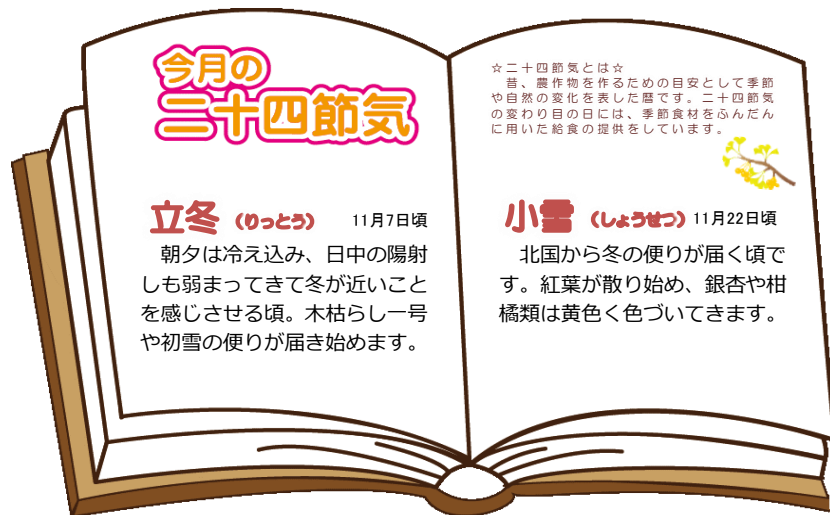 今月の
二十四節気
立冬 (りっとう) 11月7日頃
　朝夕は冷え込み、日中の陽射
しも弱まってきて冬が近いこと
を感じさせる頃。木枯らし一号
や初雪の便りが届き始めます。
☆二十四節気とは☆
　昔、農作物を作るための目安として季節
や自然の変化を表した暦です。二十四節気
の変わり目の日には、季節食材をふんだん
に用いた給食の提供をしています。
小雪 (しょうせつ) 11月22日頃
　北国から冬の便りが届く頃で
す。紅葉が散り始め、銀杏や柑
橘類は黄色く色づいてきます。